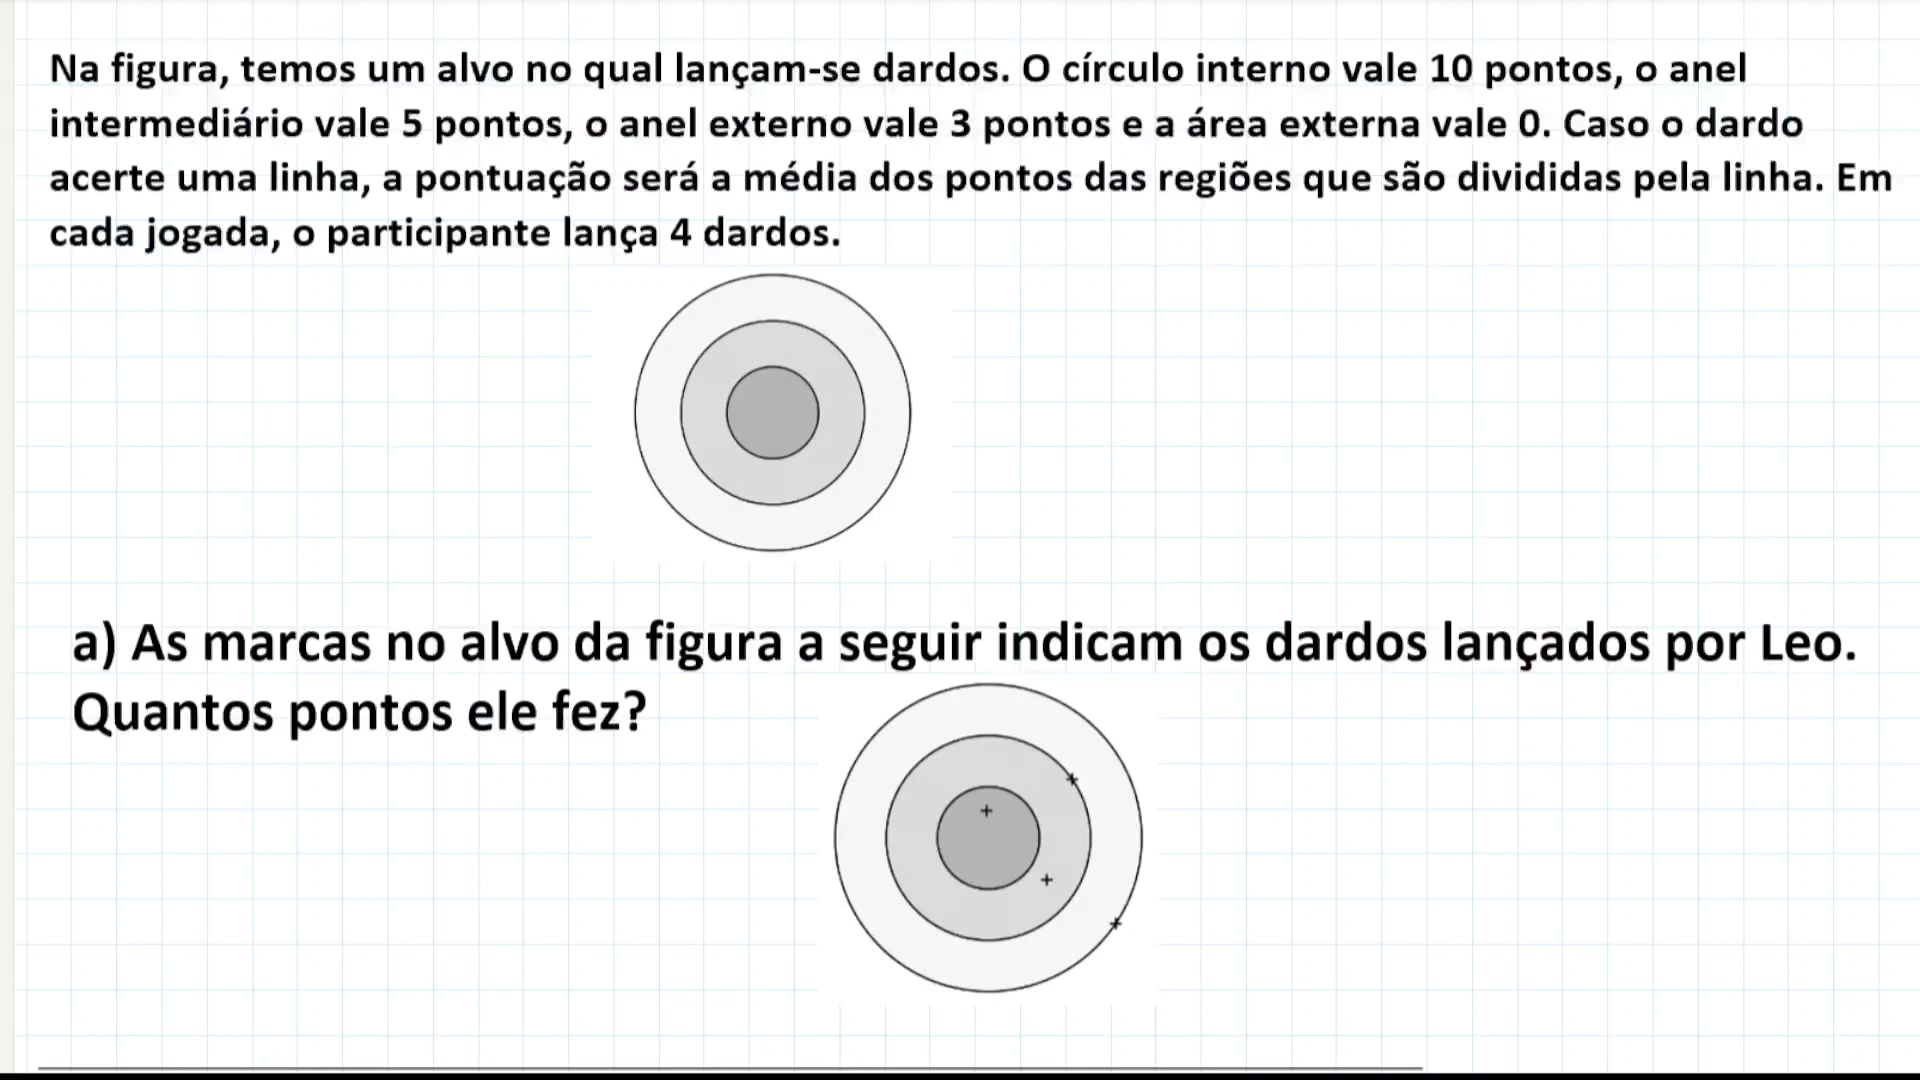 Na figura, temos um alvo no qual lançam-se dardos. O círculo interno vale 10 pontos, o anel
intermediário vale 5 pontos, o anel externo vale 3 pontos e a área externa vale 0. Caso o dardo
acerte uma linha, a pontuação será a média dos pontos das regiões que são divididas pela linha. Em
cada jogada, o participante lança 4 dardos.
a) As marcas no alvo da figura a seguir indicam os dardos lançados por Leo.
Quantos pontos ele fez?